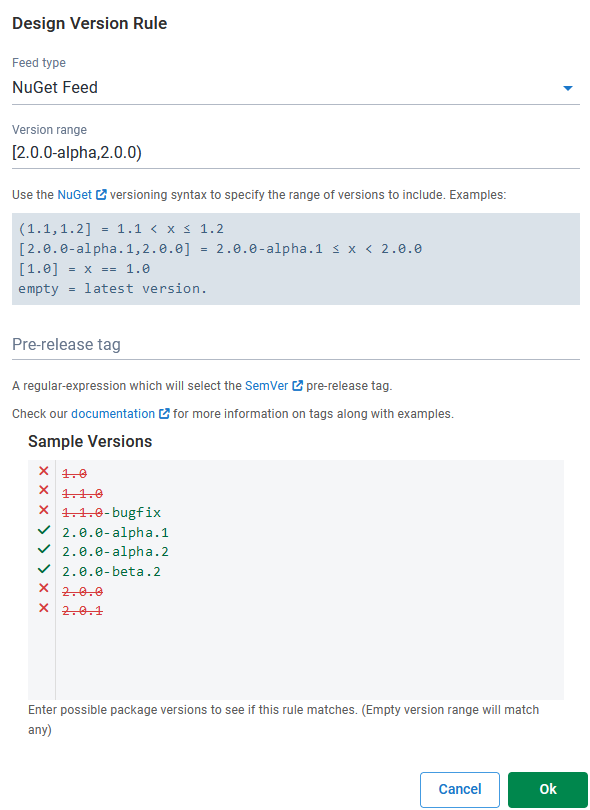 Design Version Rule
Feed type
NuGet Feed
Version range
[2.0.0-alpha,2.0.0)
Use the NuGet versioning syntax to specify the range of versions to include. Examples:
(1.1,1.2] = 1.1 < x ≤ 1.2
[2.0.0-alpha.1,2.0.0] = 2.0.0-alpha.1 ≤ x < 2.0.0
[1.0] = x == 1.0
empty = latest version.
Pre-release tag
A regular-expression which will select the SemVer pre-release tag.
Check our documentation for more information on tags along with examples.
Sample Versions
1.0
1.1.0
1.1.0-bugfix
2.0.0-alpha.1
2.0.0-alpha.2
2.0.0-beta.2
2.0.0
2.0.1
Enter possible package versions to see if this rule matches. (Empty version range will match
any)
Cancel
Ok